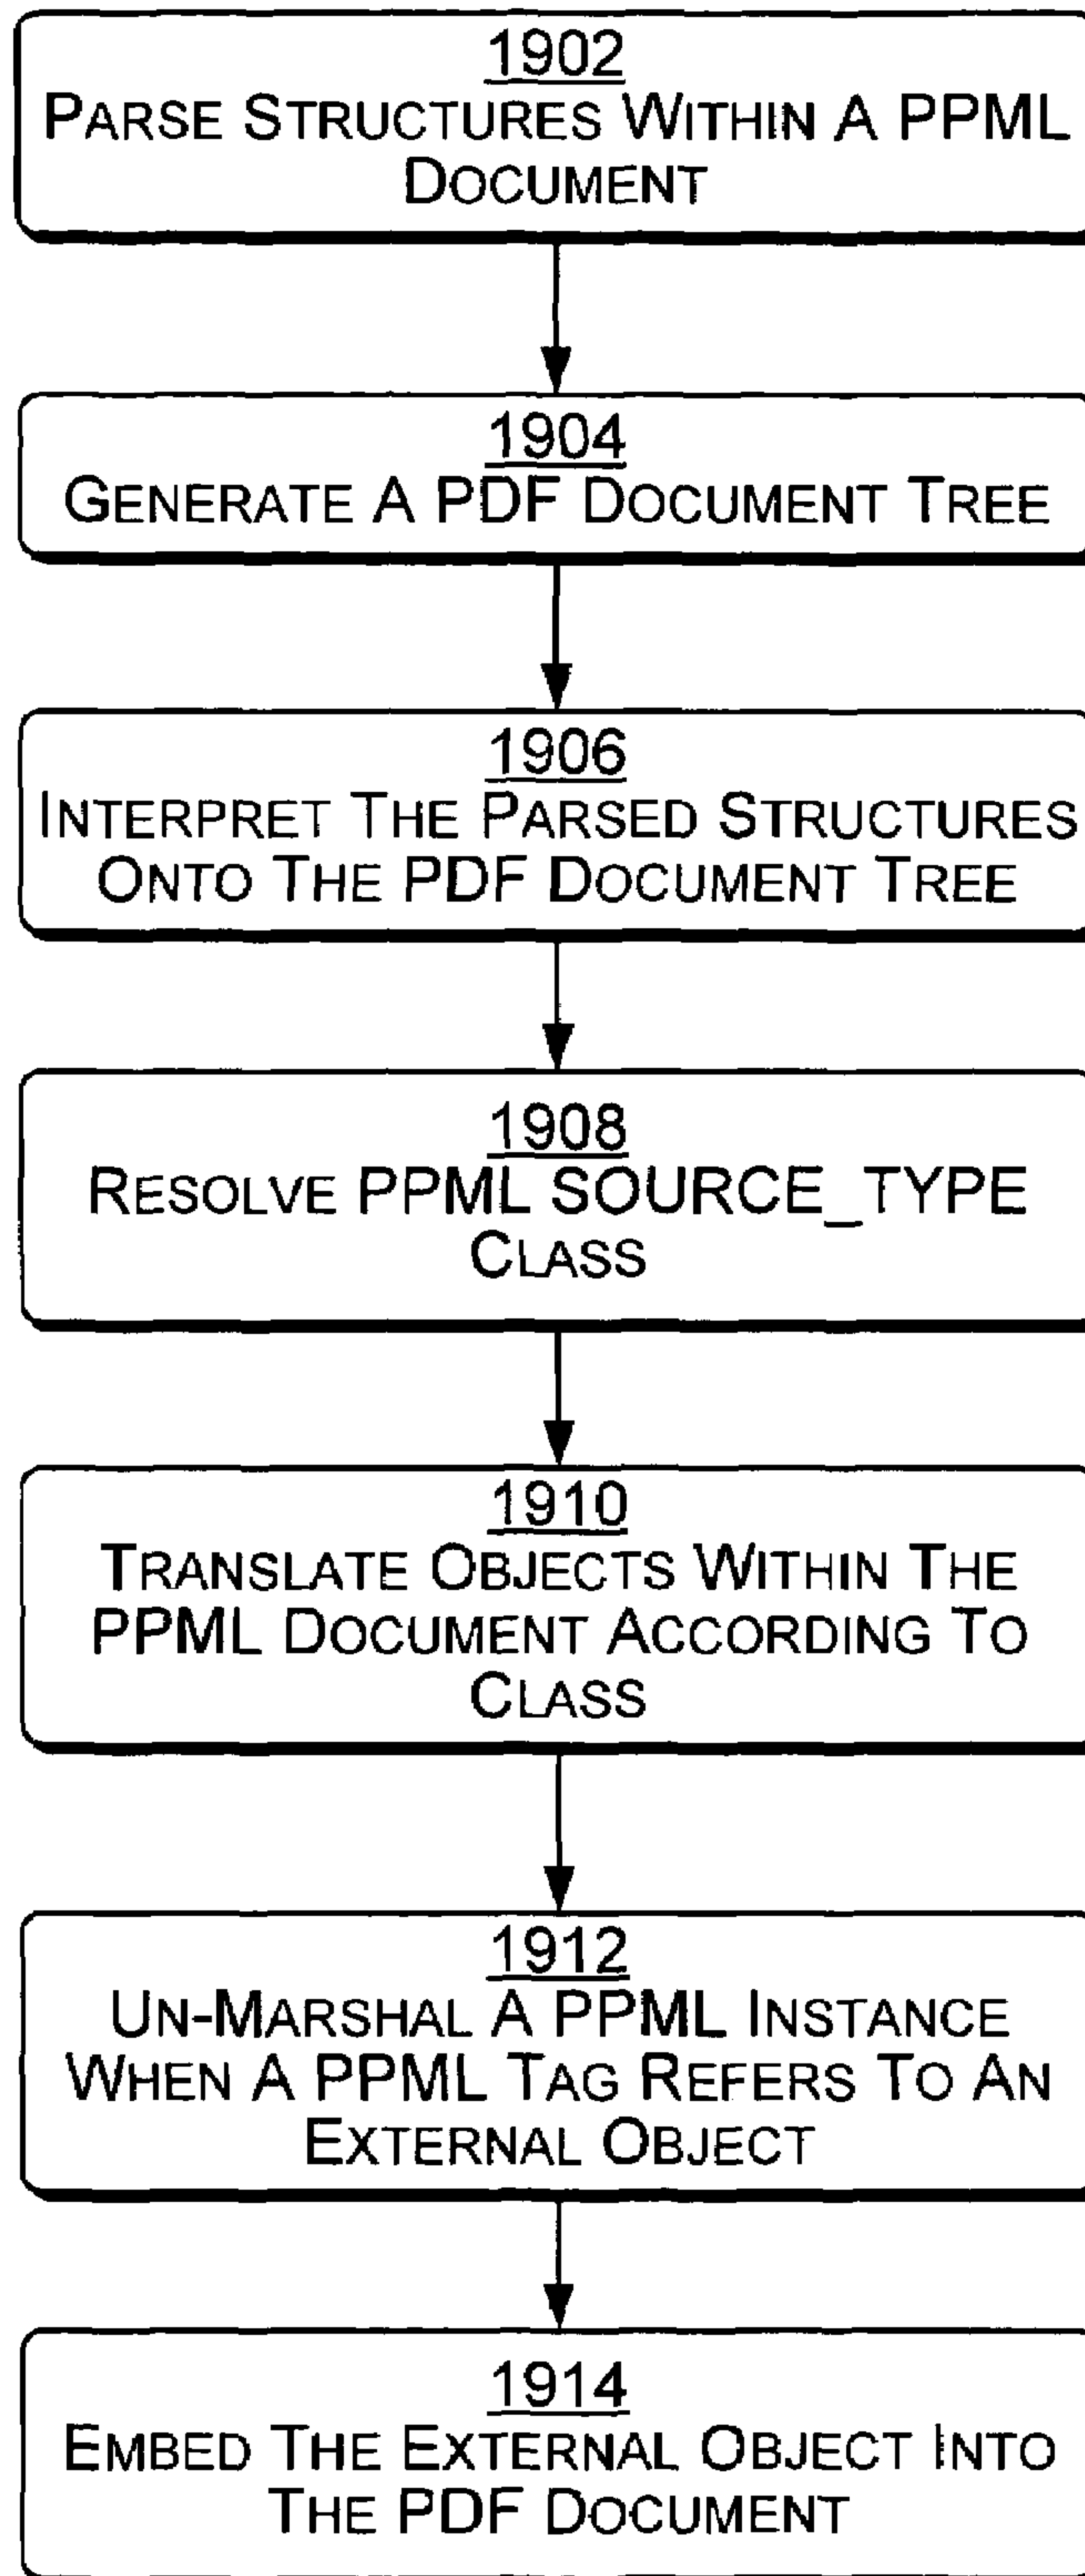 1902
PARSE STRUCTURES WITHIN A PPML
DOCUMENT
1904
GENERATE A PDF DOCUMENT TREE
1906
INTERPRET THE PARSED STRUCTURES
ONTO THE PDF DOCUMENT TREE
1908
RESOLVE PPML SOURCE_TYPE
CLASS
1910
TRANSLATE OBJECTS WITHIN THE
PPML DOCUMENT ACCORDING TO
CLASS
1912
UN-MARSHAL A PPML INSTANCE
WHEN A PPML TAG REFERS TO AN
EXTERNAL OBJECT
1914
EMBED THE EXTERNAL OBJECT INTO
THE PDF DOCUMENT